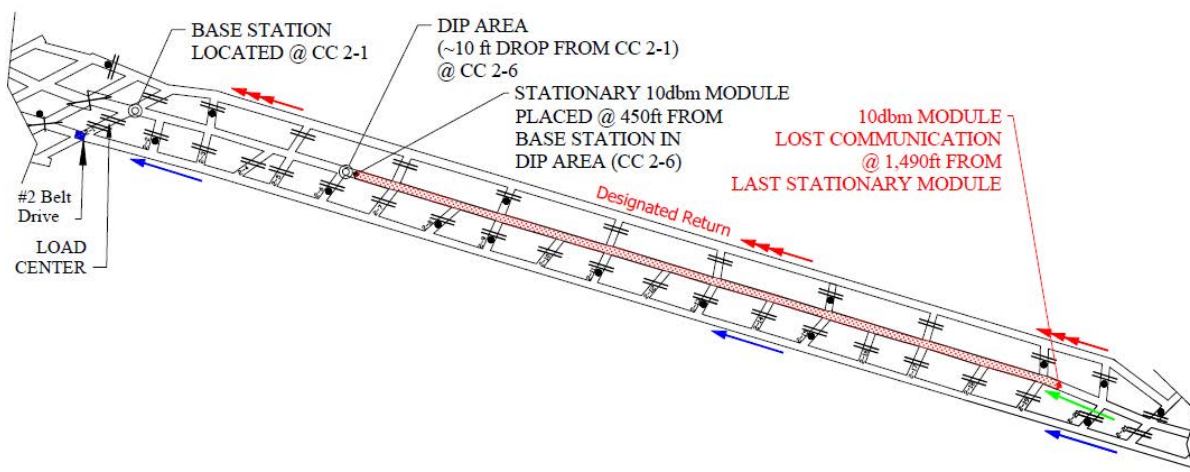 BASE STATION
LOCATED @ CC 2-1
DIP AREA
(~10 ft DROP FROM CC 2-1)
@ CC 2-6
STATIONARY 10dbm MODULE
PLACED @ 450ft FROM
BASE STATION IN
DIP AREA (CC 2-6)
10dbm MODULE
LOST COMMUNICATION
@ 1,490ft FROM
LAST STATIONARY MODULE
#2 Belt
Drive
LOAD
CENTER
Designated Return